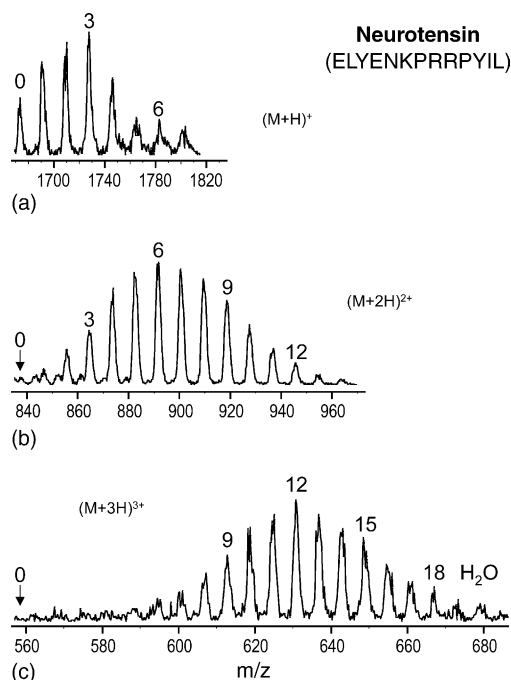 Neurotensin
(ELYENKPRRPYIL)
0
3
6
(M+H)⁺
1700 1740 1780 1820
(a)
0
3
6
9
12
(M+2H)²⁺
840 860 880 900 920 940 960
(b)
(M+3H)³⁺
0
9
12
15
18 H₂O
560 580 600 620 640 660 680
(c) m/z